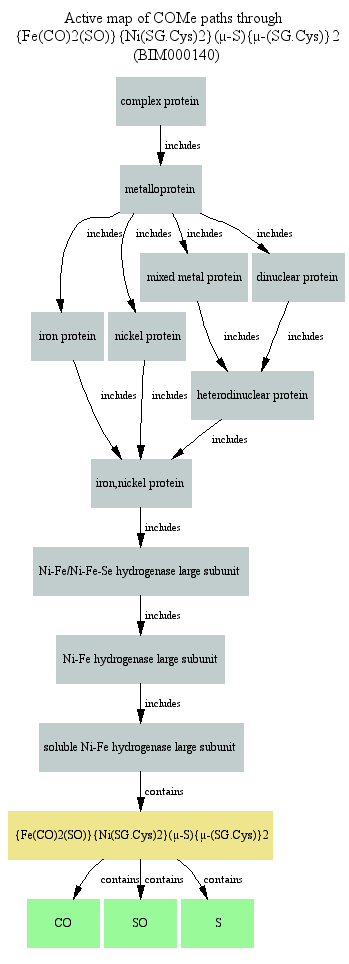 Active map of COMe paths through
{Fe(CO)2(SO)}{Ni(SG.Cys)2}(μ-S){μ-(SG.Cys)}2
(BIM000140)
complex protein
includes
metalloprotein
includes
includes
includes
includes
mixed metal protein
dinuclear protein
iron protein
nickel protein
includes
includes
heterodinuclear protein
includes
includes
includes
iron,nickel protein
includes
Ni-Fe/Ni-Fe-Se hydrogenase large subunit
includes
Ni-Fe hydrogenase large subunit
includes
soluble Ni-Fe hydrogenase large subunit
contains
{Fe(CO)2(SO)}{Ni(SG.Cys)2}(μ-S){μ-(SG.Cys)}2
contains
contains
contains
CO
SO
S